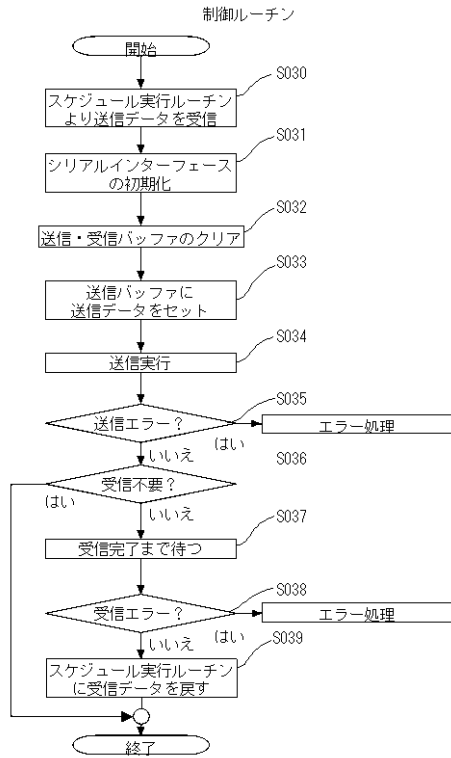 制御ルーチン
開始
S030
スケジュール実行ルーチン
より送信データを受信
S031
シリアルインターフェース
の初期化
S032
送信・受信バッファのクリア
S033
送信バッファに
送信データをセット
S034
送信実行
S035
送信エラー？
エラー処理
はい
いいえ
S036
受信不要？
はい
いいえ
S037
受信完了まで待つ
S038
受信エラー？
エラー処理
はい
いいえ
S039
スケジュール実行ルーチン
に受信データを戻す
終了